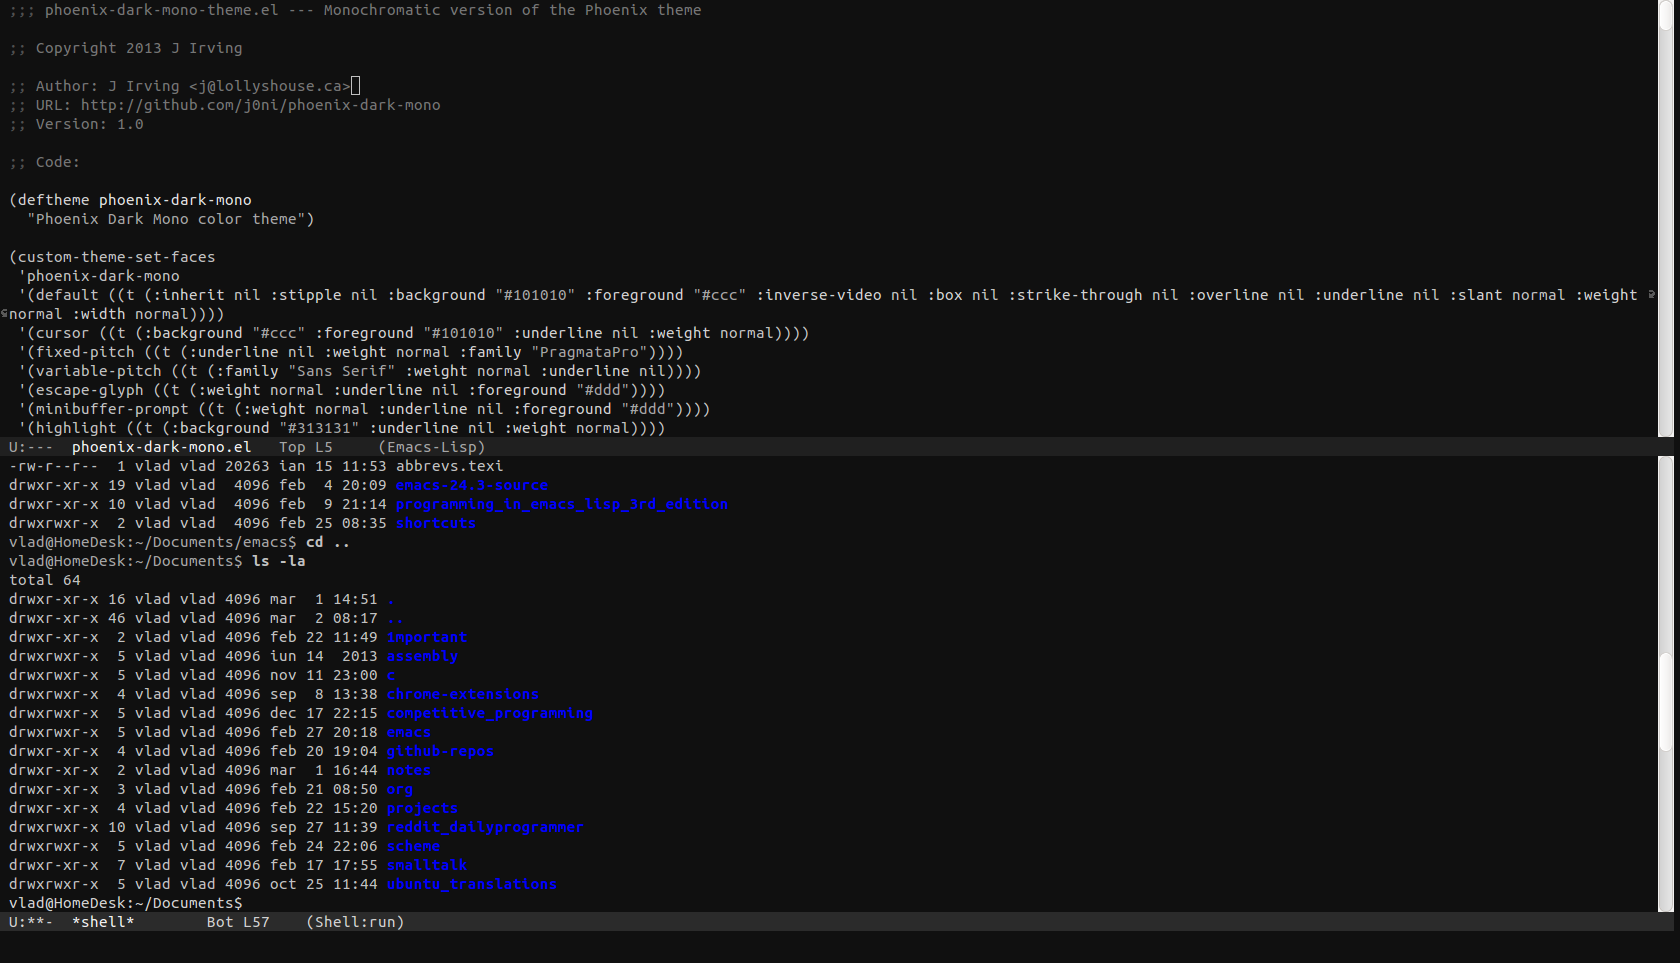 ;;; phoenix-dark-mono-theme.el --- Monochromatic version of the Phoenix theme
;; Copyright 2013 J Irving
;; Author: J Irving <j@lollyshouse.ca>
;; URL: http://github.com/j0ni/phoenix-dark-mono
;; Version: 1.0
;; Code:
(deftheme phoenix-dark-mono
  "Phoenix Dark Mono color theme")
(custom-theme-set-faces
 'phoenix-dark-mono
 '(default ((t (:inherit nil :stipple nil :background "#101010" :foreground "#ccc" :inverse-video nil :box nil :strike-through nil :overline nil :underline nil :slant normal :weight
normal :width normal))))
 '(cursor ((t (:background "#ccc" :foreground "#101010" :underline nil :weight normal))))
 '(fixed-pitch ((t (:underline nil :weight normal :family "PragmataPro"))))
 '(variable-pitch ((t (:family "Sans Serif" :weight normal :underline nil))))
 '(escape-glyph ((t (:weight normal :underline nil :foreground "#ddd"))))
 '(minibuffer-prompt ((t (:weight normal :underline nil :foreground "#ddd"))))
 '(highlight ((t (:background "#313131" :underline nil :weight normal))))
U:---  phoenix-dark-mono.el   Top L5     (Emacs-Lisp)
-rw-r--r--  1 vlad vlad 20263 ian 15 11:53 abbrevs.texi
drwxr-xr-x 19 vlad vlad  4096 feb  4 20:09 emacs-24.3-source
drwxr-xr-x 10 vlad vlad  4096 feb  9 21:14 programming_in_emacs_lisp_3rd_edition
drwxrwxr-x  2 vlad vlad  4096 feb 25 08:35 shortcuts
vlad@HomeDesk:~/Documents/emacs$ cd ..
vlad@HomeDesk:~/Documents$ ls -la
total 64
drwxr-xr-x 16 vlad vlad 4096 mar  1 14:51 .
drwxr-xr-x 46 vlad vlad 4096 mar  2 08:17 ..
drwxr-xr-x  2 vlad vlad 4096 feb 22 11:49 important
drwxrwxr-x  5 vlad vlad 4096 iun 14  2013 assembly
drwxrwxr-x  5 vlad vlad 4096 nov 11 23:00 c
drwxrwxr-x  4 vlad vlad 4096 sep  8 13:38 chrome-extensions
drwxrwxr-x  5 vlad vlad 4096 dec 17 22:15 competitive_programming
drwxrwxr-x  5 vlad vlad 4096 feb 27 20:18 emacs
drwxr-xr-x  4 vlad vlad 4096 feb 20 19:04 github-repos
drwxr-xr-x  2 vlad vlad 4096 mar  1 16:44 notes
drwxr-xr-x  3 vlad vlad 4096 feb 21 08:50 org
drwxr-xr-x  4 vlad vlad 4096 feb 22 15:20 projects
drwxrwxr-x 10 vlad vlad 4096 sep 27 11:39 reddit_dailyprogrammer
drwxrwxr-x  5 vlad vlad 4096 feb 24 22:06 scheme
drwxr-xr-x  7 vlad vlad 4096 feb 17 17:55 smalltalk
drwxrwxr-x  5 vlad vlad 4096 oct 25 11:44 ubuntu_translations
vlad@HomeDesk:~/Documents$
U:**-  *shell*        Bot L57    (Shell:run)